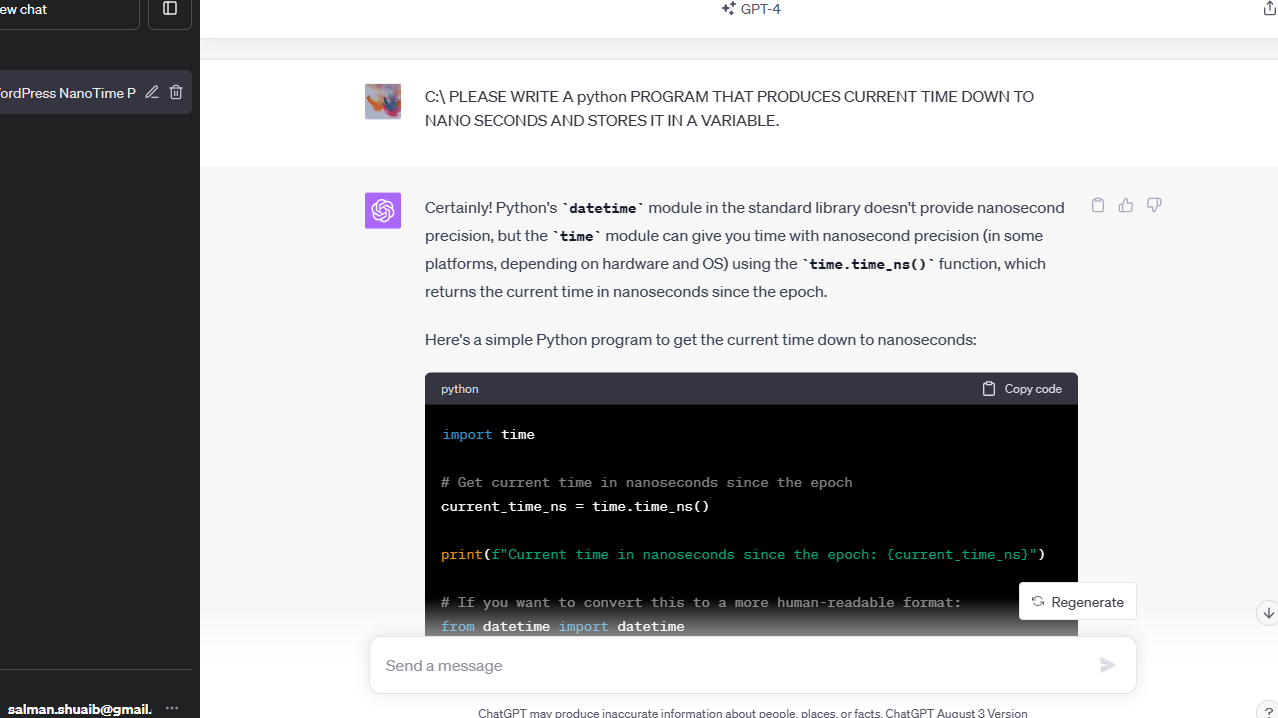 ew chat
GPT-4
ordPress NanoTime P
C:\ PLEASE WRITE A python PROGRAM THAT PRODUCES CURRENT TIME DOWN TO
NANO SECONDS AND STORES IT IN A VARIABLE.
Certainly! Python's `datetime` module in the standard library doesn't provide nanosecond
precision, but the `time` module can give you time with nanosecond precision (in some
platforms, depending on hardware and OS) using the `time.time_ns()` function, which
returns the current time in nanoseconds since the epoch.
Here's a simple Python program to get the current time down to nanoseconds:
python
Copy code
import time
# Get current time in nanoseconds since the epoch
current_time_ns = time.time_ns()
print(f"Current time in nanoseconds since the epoch: {current_time_ns}")
# If you want to convert this to a more human-readable format:
from datetime import datetime
Regenerate
Send a message
salman.shuaib@gmail.
ChatGPT may produce inaccurate information about people, places, or facts. ChatGPT August 3 Version
?